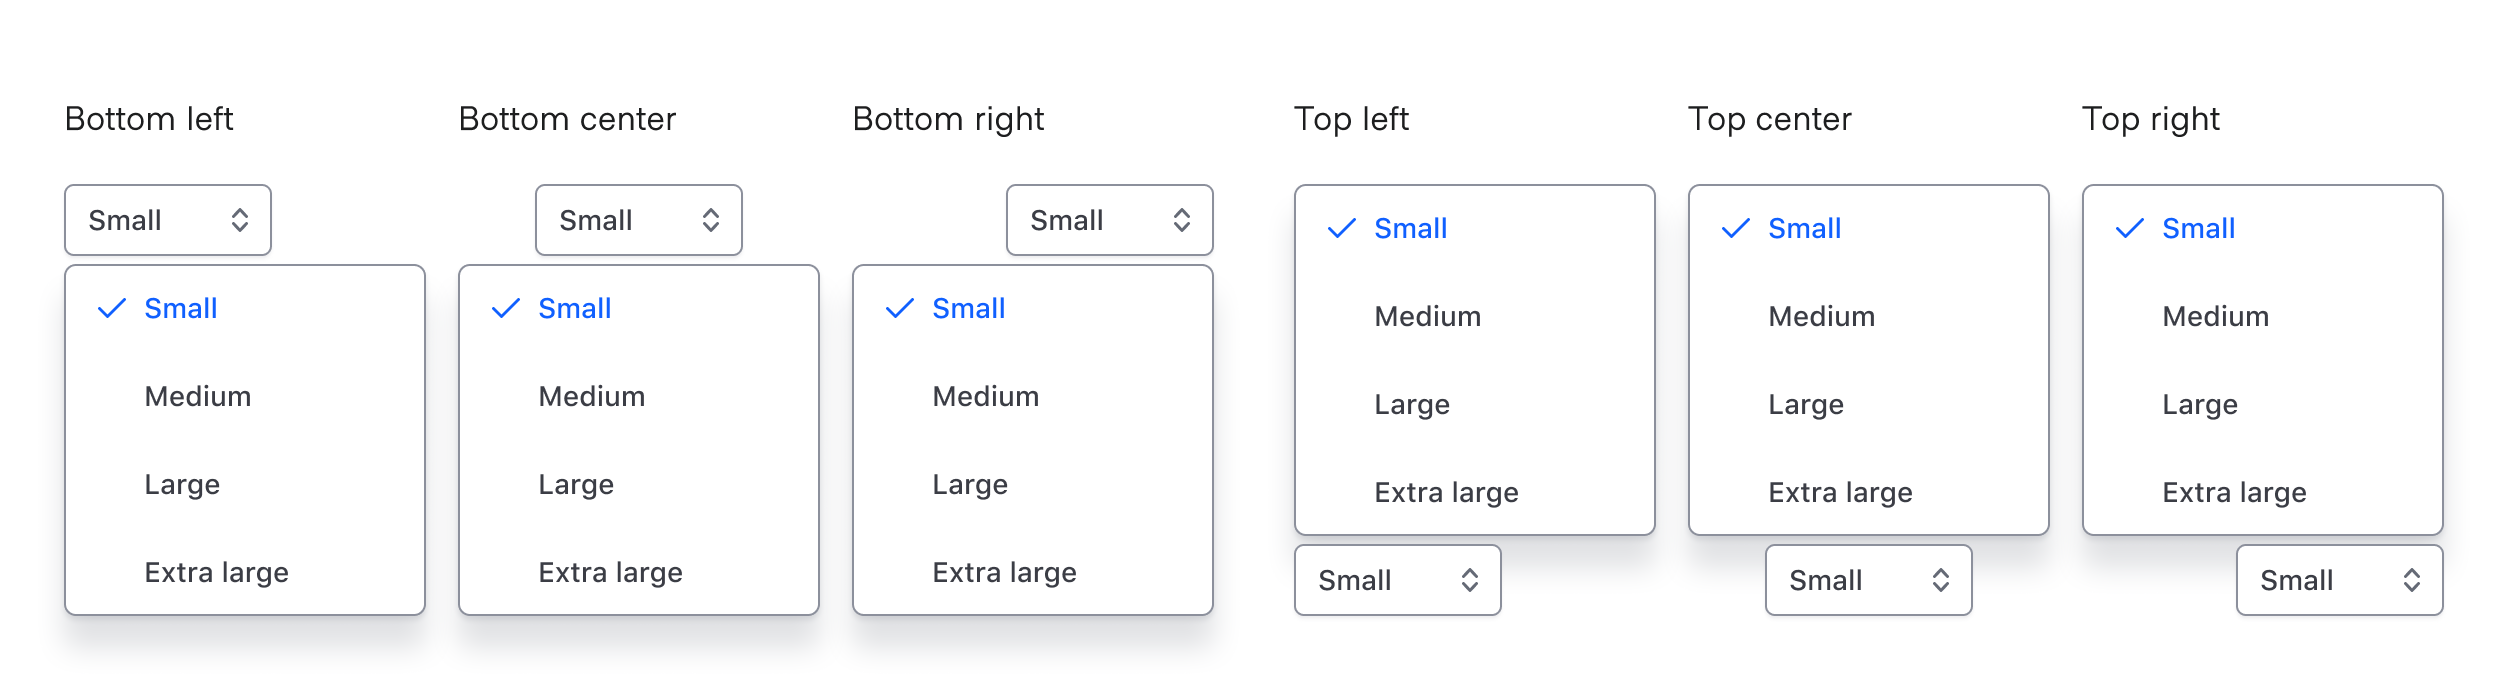 Bottom left
Small
Small
Medium
Large
Extra large
Bottom center
Small
Small
Medium
Large
Extra large
Bottom right
Small
Small
Medium
Large
Extra large
Top left
Small
Medium
Large
Extra large
Small
Top center
Small
Medium
Large
Extra large
Small
Top right
Small
Medium
Large
Extra large
Small